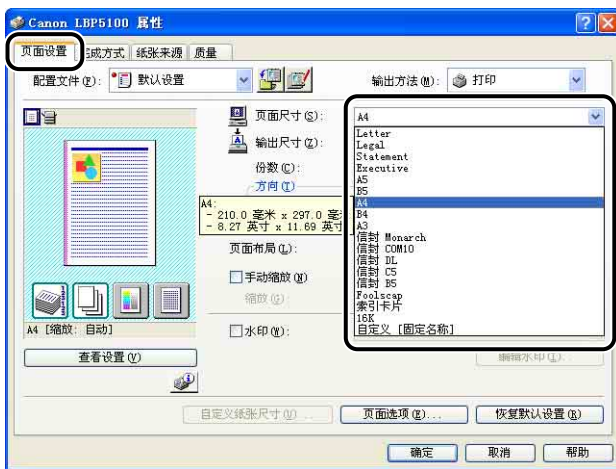 Canon LBP5100 属性
页面设置 完成方式 纸张来源 质量
配置文件(F): 默认设置 输出方法(M): 打印
页面尺寸(S): A4
输出尺寸(Z):
份数(C):
方向(T)
Letter
Legal
Statement
Executive
A5
B5
A4
B4
A3
信封 Monarch
信封 COM10
信封 DL
信封 C5
信封 B5
Foolscap
索引卡片
16K
自定义 [固定名称]
A4:
- 210.0 毫米 x 297.0 毫
- 8.27 英寸 x 11.69 英寸
页面布局(L):
手动缩放(N)
缩放(G):
A4 [缩放: 自动]
水印(W):
查看设置(V)
编辑水印(I)...
自定义纸张尺寸(U)... 页面选项(E)... 恢复默认设置(R)
确定 取消 帮助